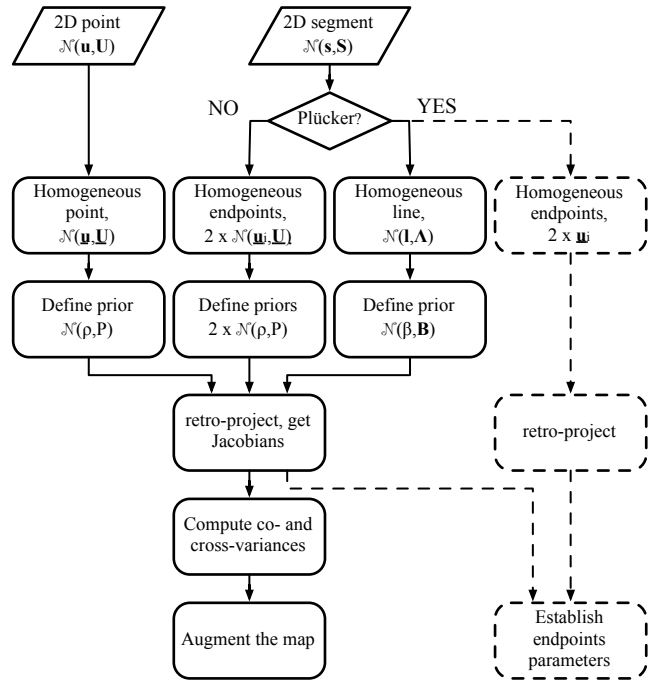 2D point
𝒩(u,U)
2D segment
𝒩(s,S)
NO
Plücker?
YES
Homogeneous
point,
𝒩(u,U)
Homogeneous
endpoints,
2 x 𝒩(uᵢ,U)
Homogeneous
line,
𝒩(l,Λ)
Homogeneous
endpoints,
2 x uᵢ
Define prior
𝒩(ρ,P)
Define priors
2 x 𝒩(ρ,P)
Define prior
𝒩(β,B)
retro-project, get
Jacobians
retro-project
Compute co- and
cross-variances
Augment the map
Establish
endpoints
parameters